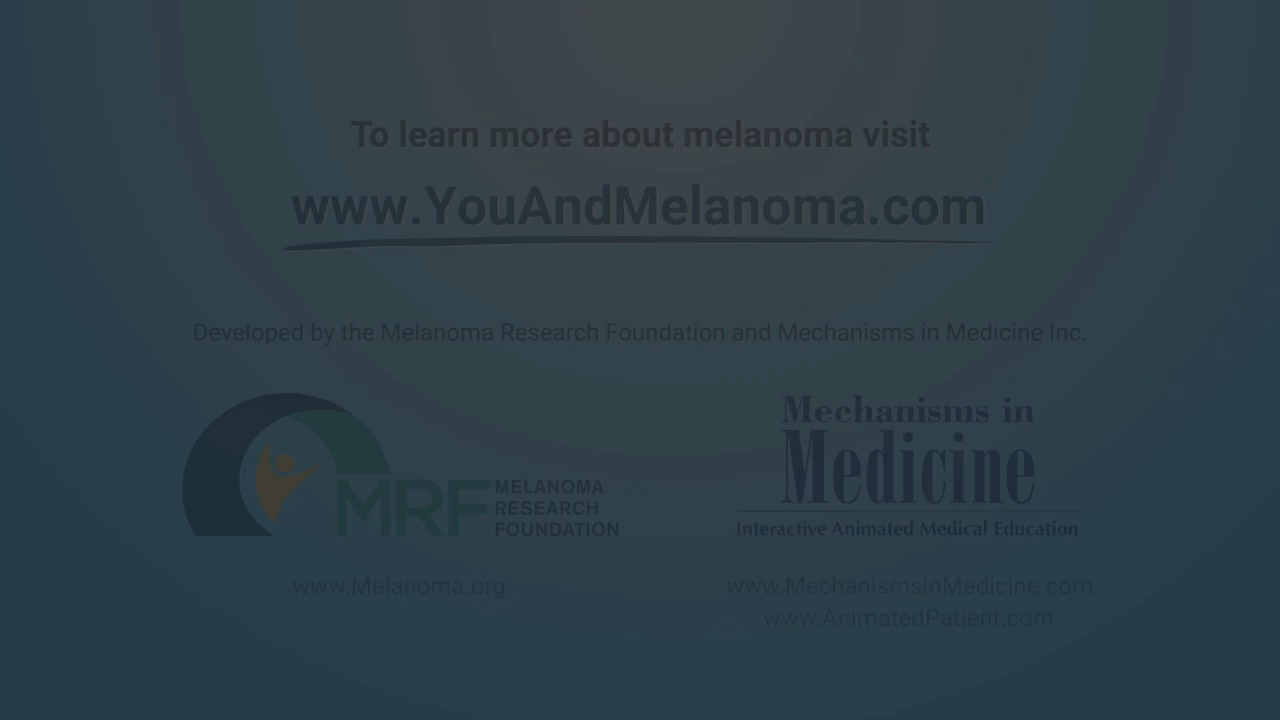 To learn more about melanoma visit
www.YouAndMelanoma.com
Developed by the Melanoma Research Foundation and Mechanisms in Medicine Inc.
MRF MELANOMA
RESEARCH
FOUNDATION
www.Melanoma.org
Mechanisms in
Medicine
Interactive Animated Medical Education
www.MechanismsInMedicine.com
www.AnimatedPatient.com